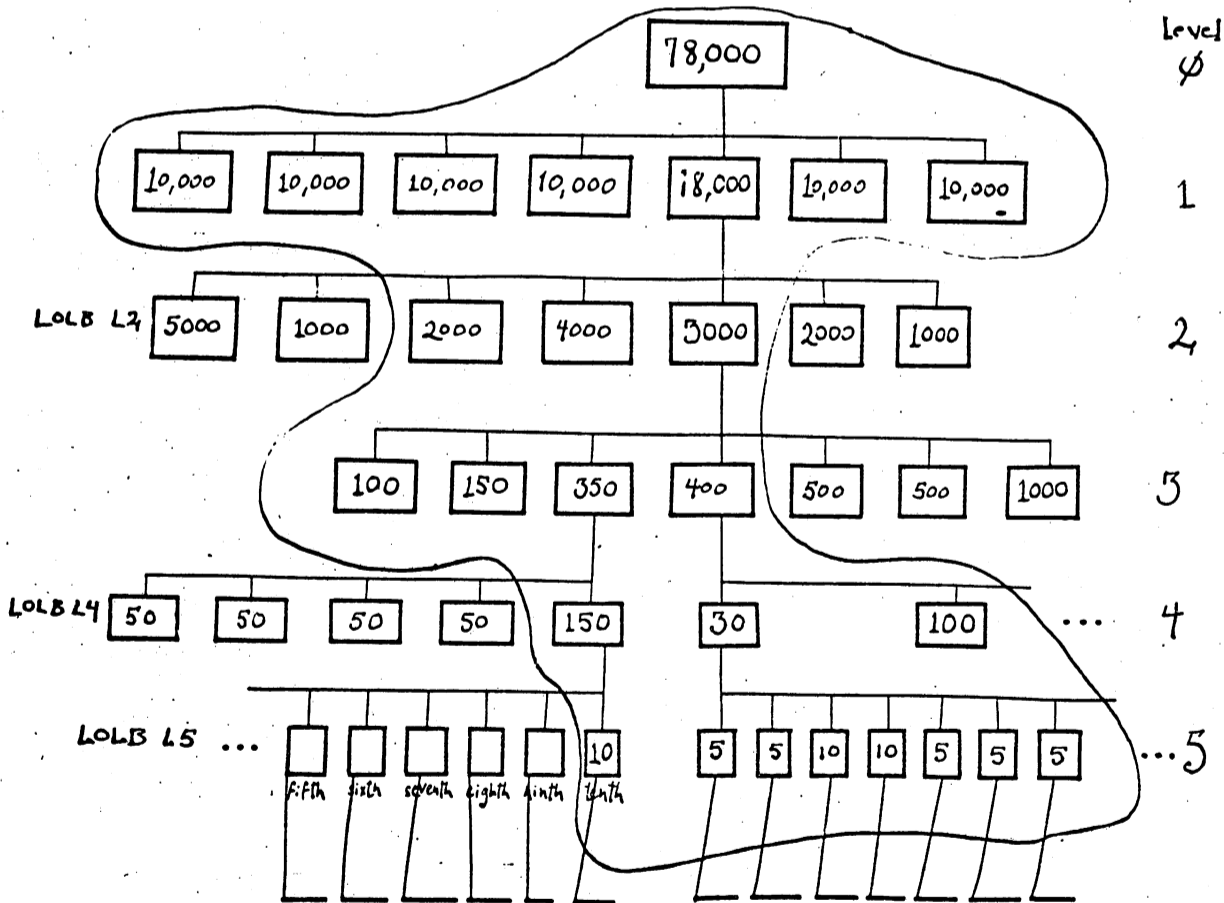 78,000 Level
φ
10,000 10,000 10,000 10,000 18,000 10,000 10,000 1
LOLB L2 5000 1000 2000 4000 3000 2000 1000 2
100 150 350 400 500 500 1000 3
LOLB L4 50 50 50 50 150 30 100 ... 4
LOLB L5 ... 10 5 5 10 10 5 5 5 ... 5
fifth sixth seventh eighth ninth tenth